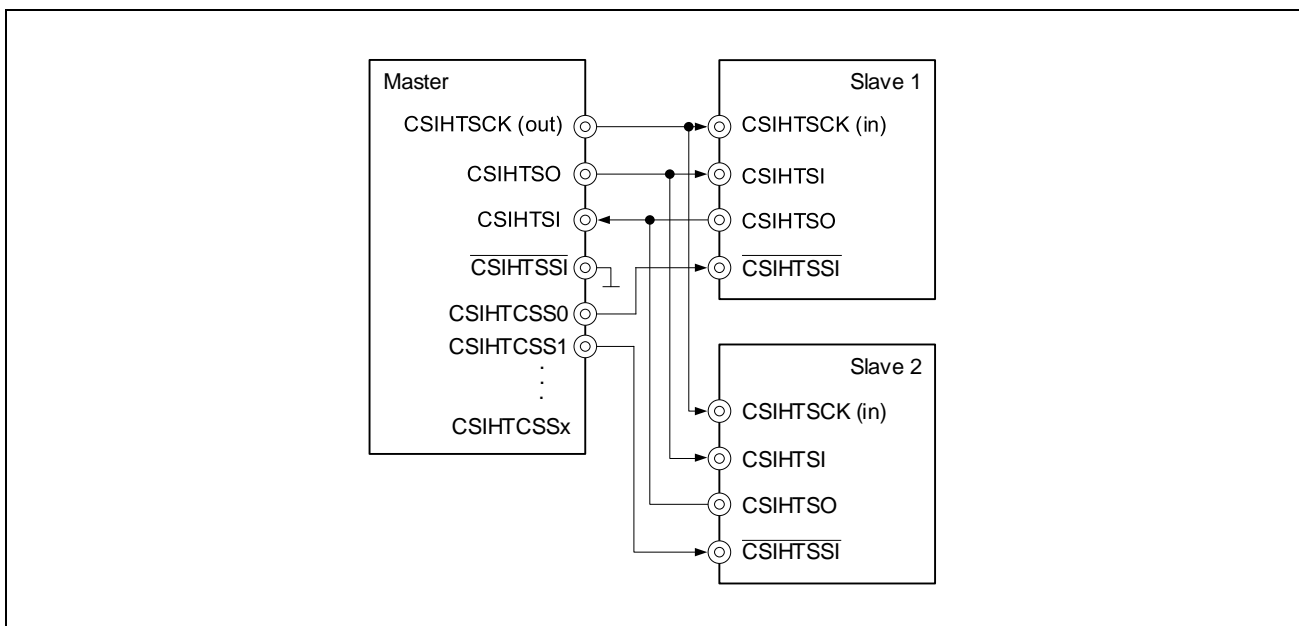 Master
CSIHTSCK (out)
CSIHTSO
CSIHTSI
CSIHTSSI
CSIHTCSS0
CSIHTCSS1
.
.
.
CSIHTCSSx
Slave 1
CSIHTSCK (in)
CSIHTSI
CSIHTSO
CSIHTSSI
Slave 2
CSIHTSCK (in)
CSIHTSI
CSIHTSO
CSIHTSSI